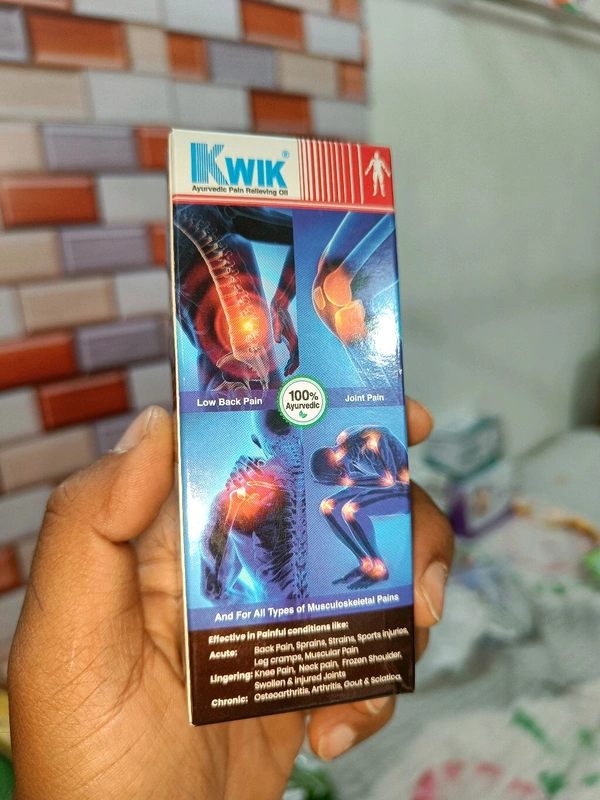 KWIK®
Ayurvedic Pain Relieving Oil
Low Back Pain
100%
Ayurvedic
Joint Pain
And For All Types of Musculoskeletal Pains
Effective in Painful conditions like:
Acute: Back Pain, Sprains, Strains, Sports injuries,
Leg cramps, Muscular Pain
Lingering: Knee Pain, Neck pain, Frozen Shoulder,
Swollen & Injured Joints
Chronic: Osteoarthritis, Arthritis, Gout & Sciatica